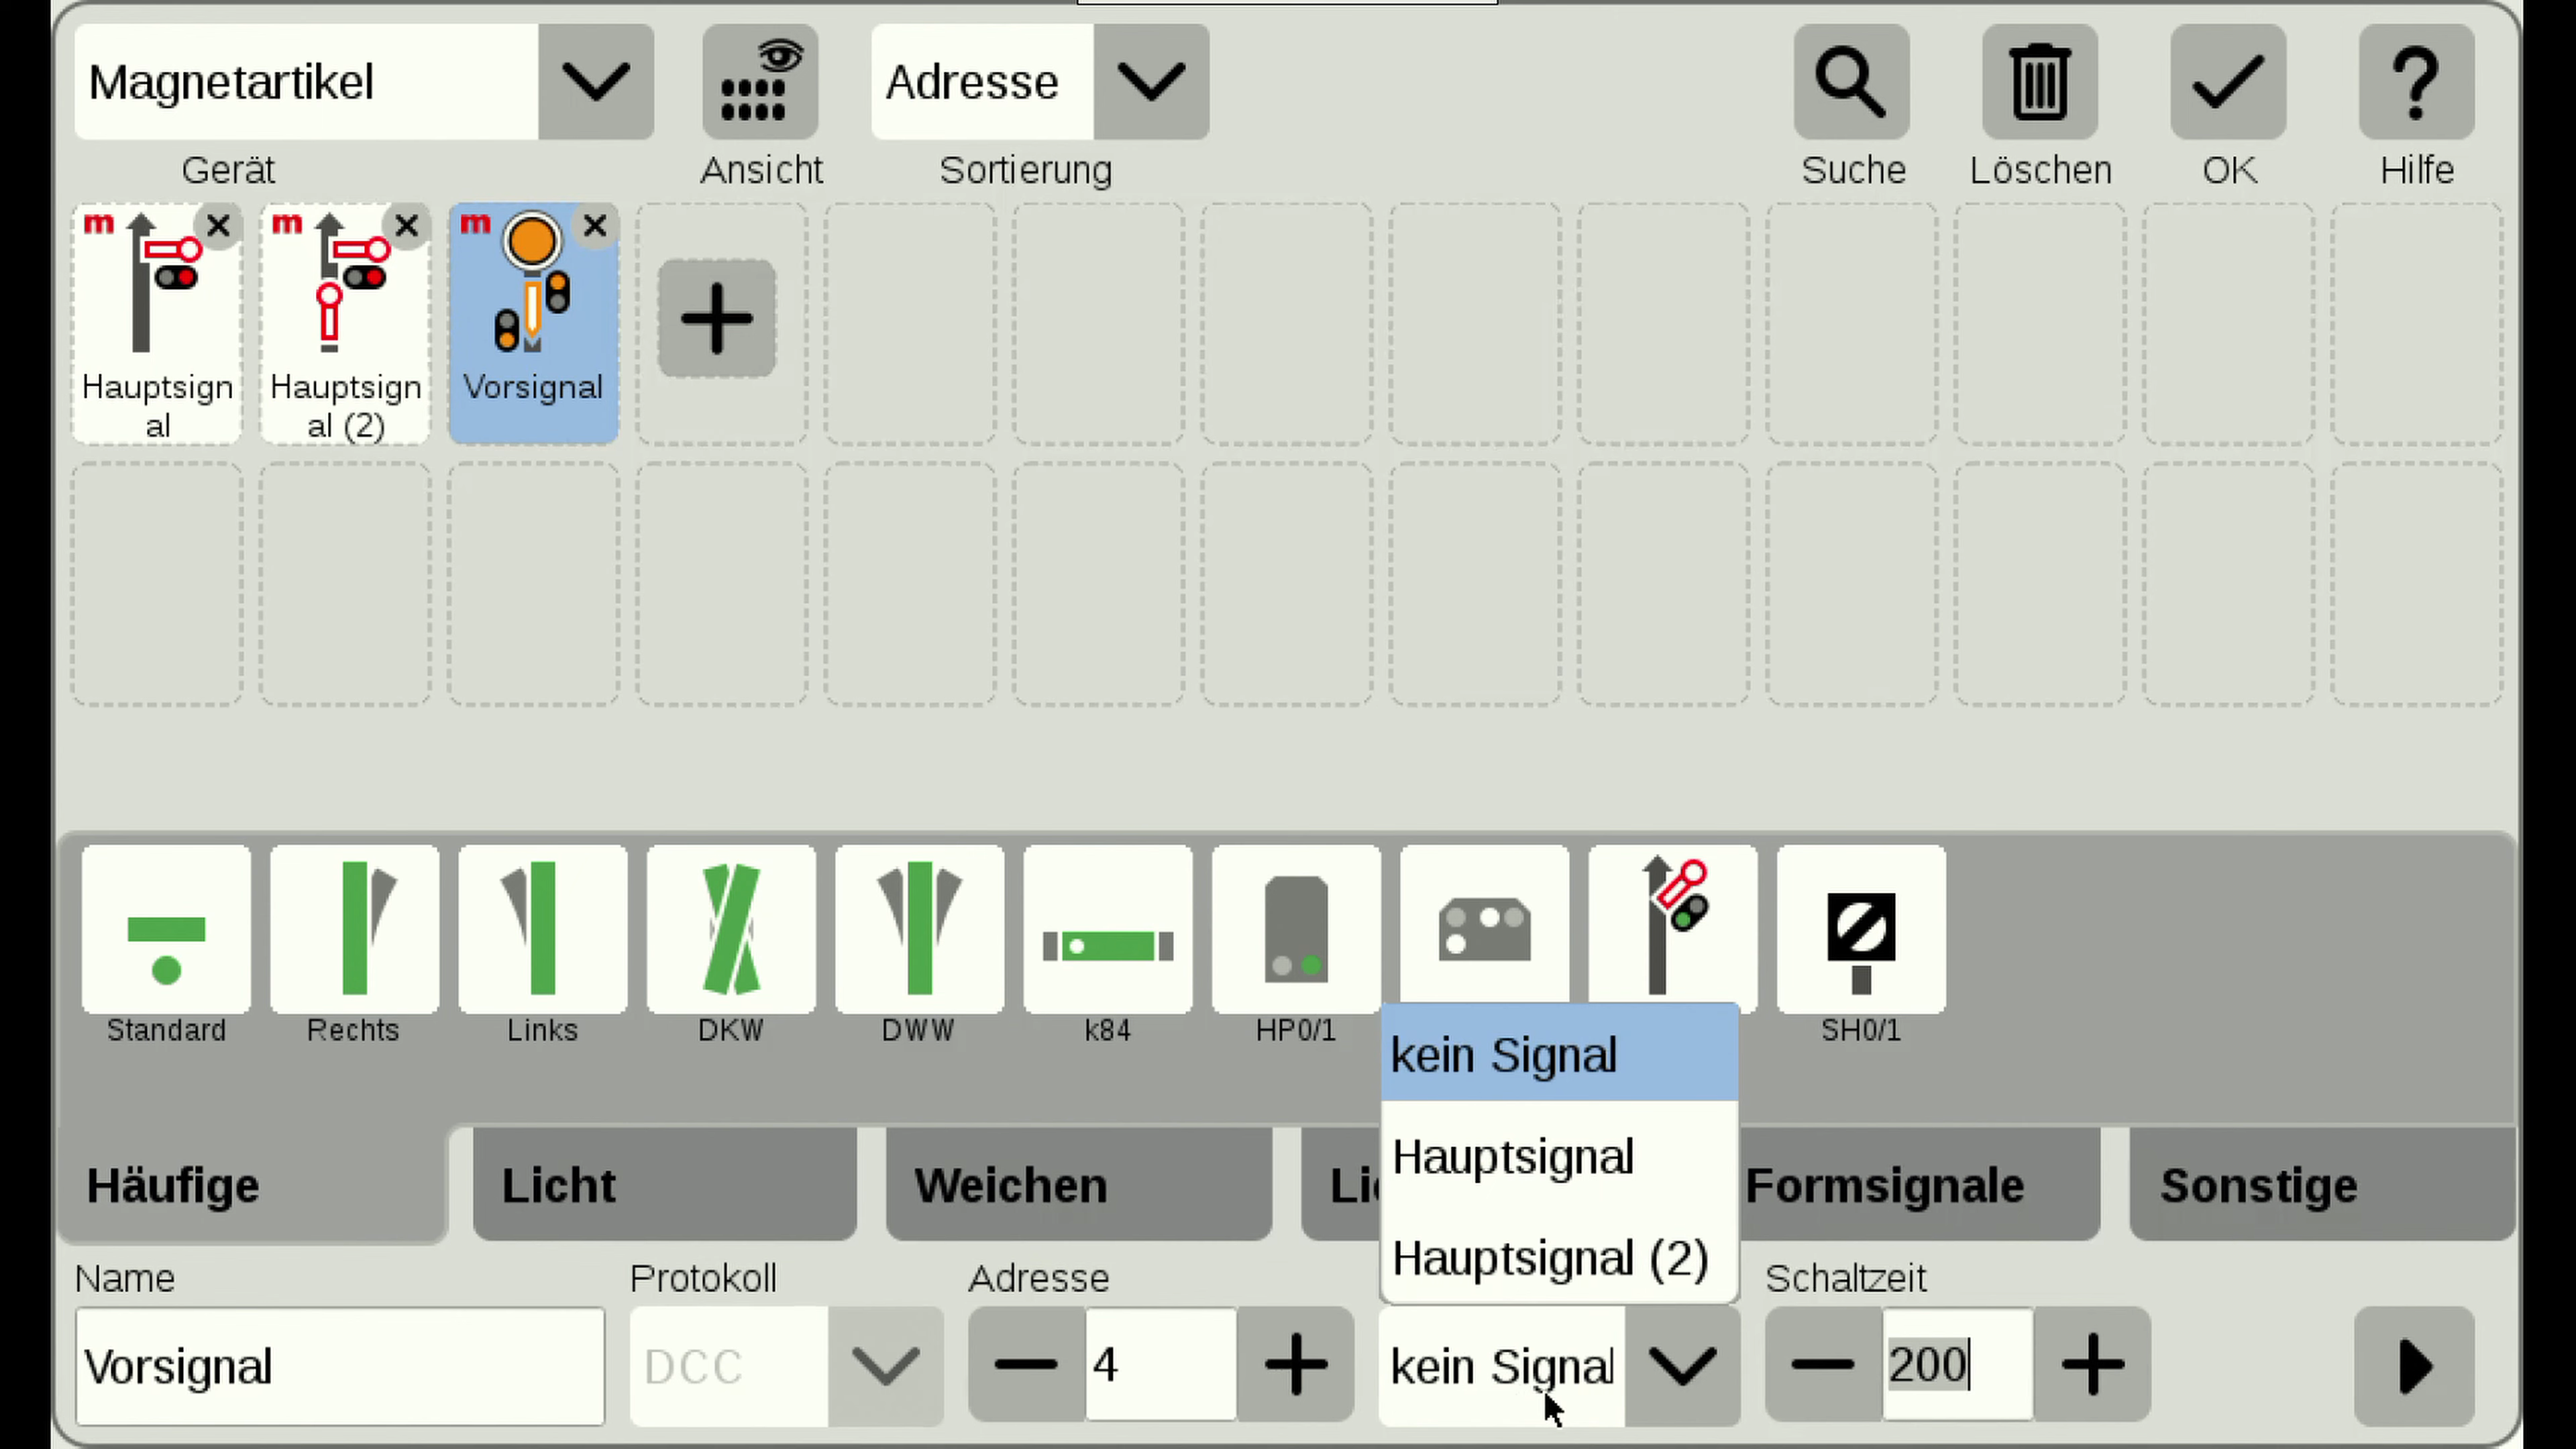 Magnetartikel
Adresse
Gerät
Ansicht
Sortierung
Suche
Löschen
OK
Hilfe
m
Hauptsign
al
m
Hauptsign
al (2)
m
Vorsignal
Standard
Rechts
Links
DKW
DWW
k84
HP0/1
SH0/1
kein Signal
Hauptsignal
Hauptsignal (2)
Häufige
Licht
Weichen
Formsignale
Sonstige
Name
Protokoll
Adresse
Schaltzeit
Vorsignal
DCC
4
kein Signal
200